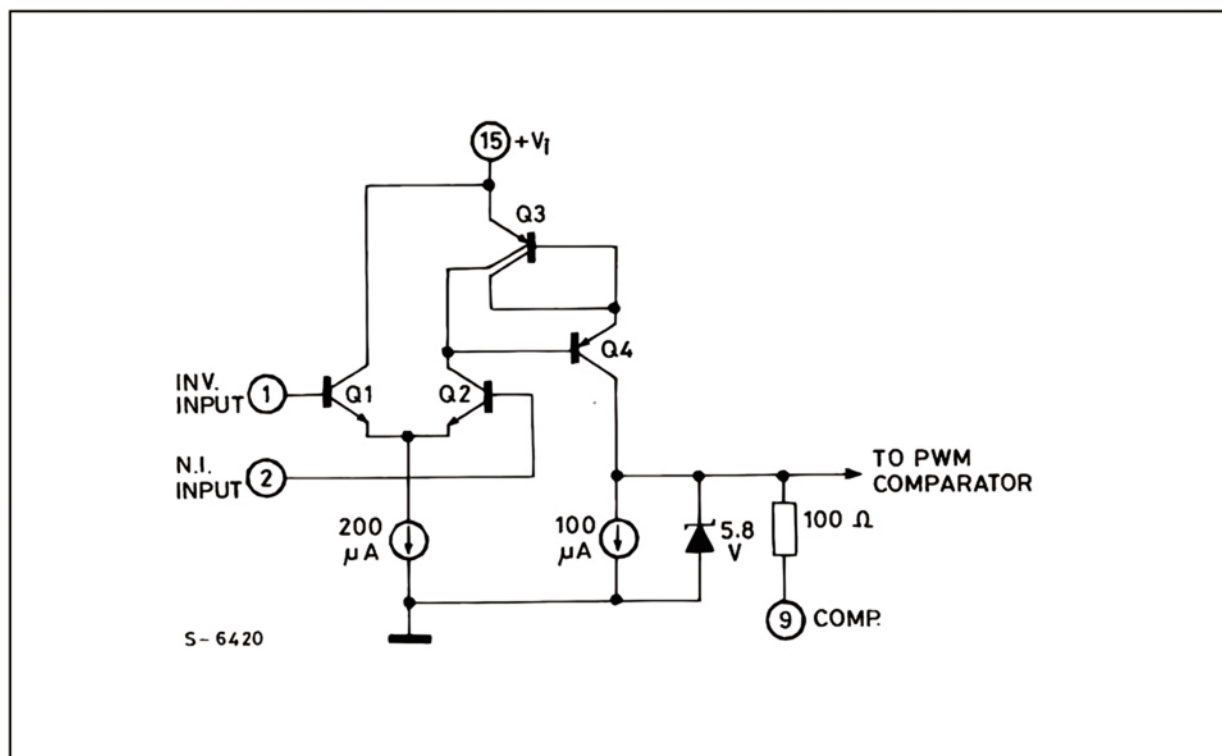 15 +Vi
Q3
Q4
INV.
INPUT 1 Q1 Q2
N.I.
INPUT 2
TO PWM
COMPARATOR
200
μA
100
μA
5.8
V
100 Ω
9 COMP.
S-6420